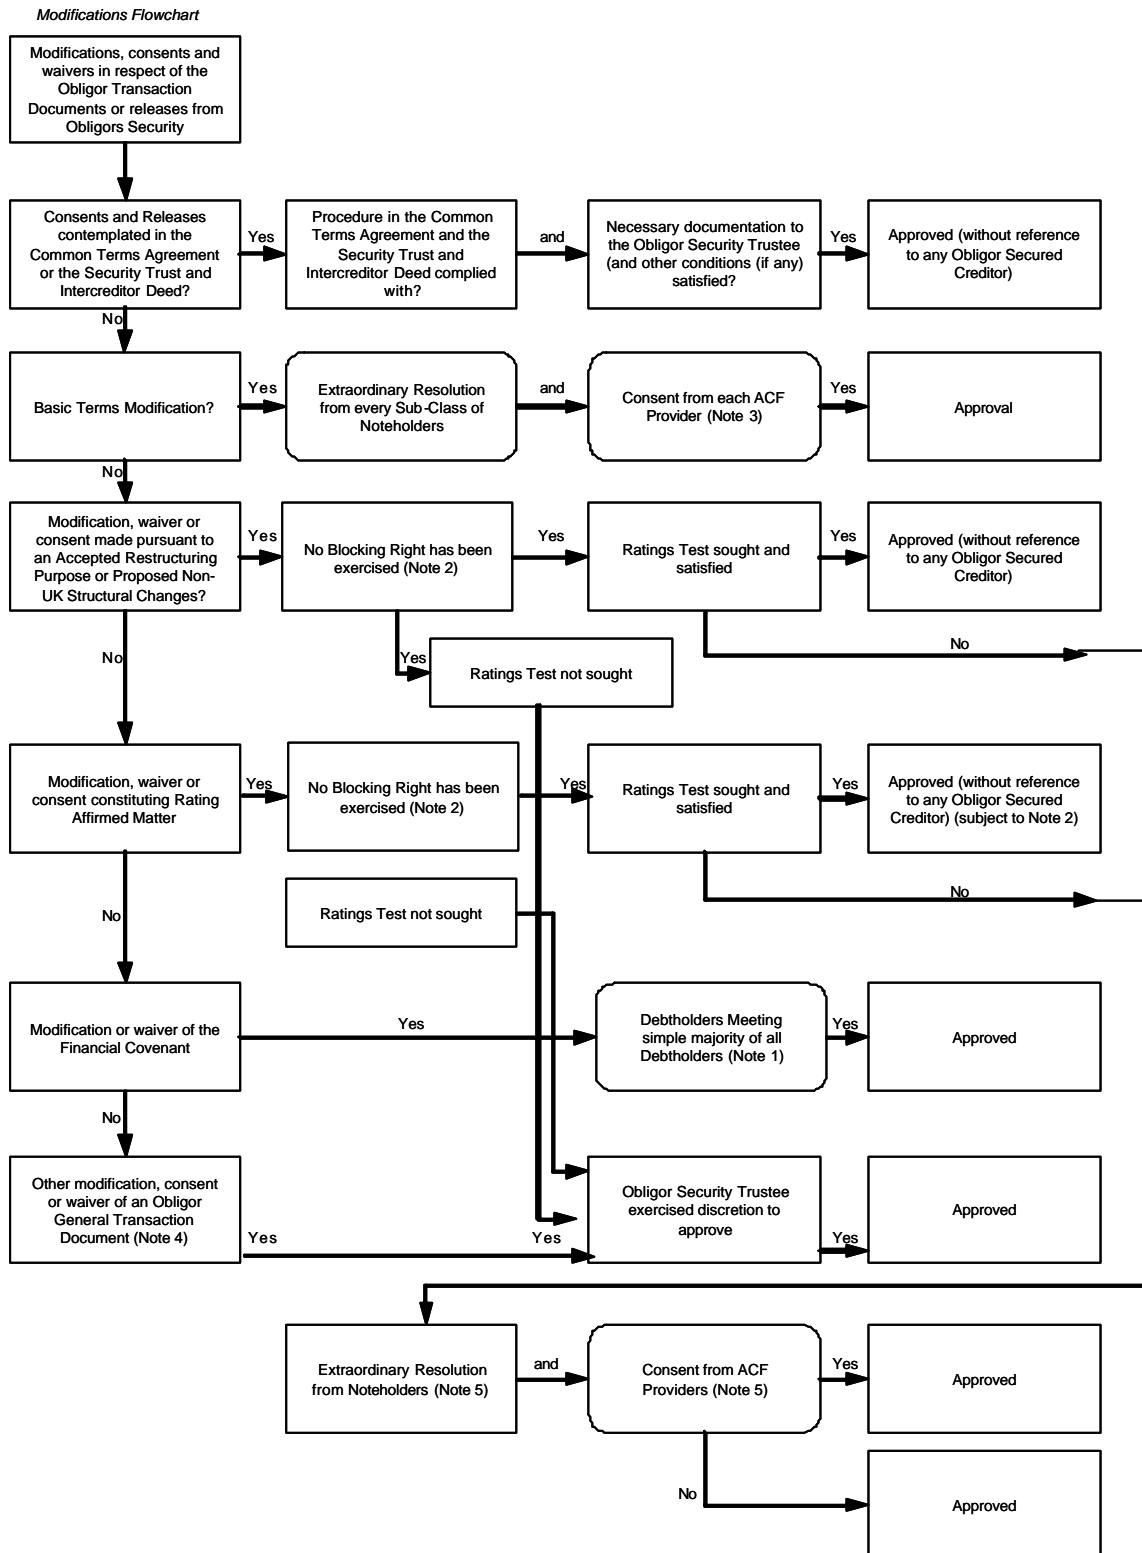 Modifications Flowchart
Modifications, consents and
waivers in respect of the
Obligor Transaction
Documents or releases from
Obligors Security
Consents and Releases
contemplated in the
Common Terms Agreement
or the Security Trust and
Intercreditor Deed?
Yes
Procedure in the Common
Terms Agreement and the
Security Trust and
Intercreditor Deed complied
with?
and
Necessary documentation to
the Obligor Security Trustee
(and other conditions (if any)
satisfied?
Yes
Approved (without reference
to any Obligor Secured
Creditor)
No
Basic Terms Modification?
Yes
Extraordinary Resolution
from every Sub-Class of
Noteholders
and
Consent from each ACF
Provider (Note 3)
Yes
Approval
No
Modification, waiver or
consent made pursuant to
an Accepted Restructuring
Purpose or Proposed Non-
UK Structural Changes?
Yes
No Blocking Right has been
exercised (Note 2)
Yes
Ratings Test sought and
satisfied
Yes
Approved (without reference
to any Obligor Secured
Creditor)
No
No
Yes
Ratings Test not sought
Modification, waiver or
consent constituting Rating
Affirmed Matter
Yes
No Blocking Right has been
exercised (Note 2)
Yes
Ratings Test sought and
satisfied
Yes
Approved (without reference
to any Obligor Secured
Creditor) (subject to Note 2)
No
No
Ratings Test not sought
Modification or waiver of the
Financial Covenant
Yes
Debtholders Meeting
simple majority of all
Debtholders (Note 1)
Yes
Approved
No
Other modification, consent
or waiver of an Obligor
General Transaction
Document (Note 4)
Yes
Yes
Obligor Security Trustee
exercised discretion to
approve
Yes
Approved
Extraordinary Resolution
from Noteholders (Note 5)
and
Consent from ACF
Providers (Note 5)
Yes
Approved
No
Approved